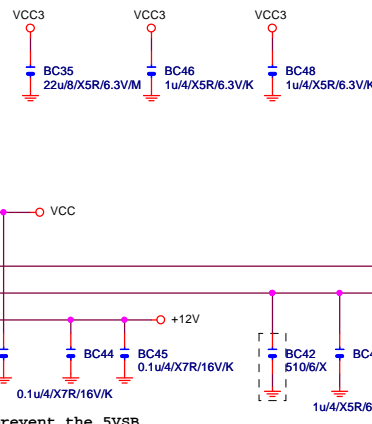 VCC3 VCC3 VCC3
BC35 BC46 BC48
22u/8/X5R/6.3V/M 1u/4/X5R/6.3V/K 1u/4/X5R/6.3V/K
VCC
+12V
BC44 BC45 BC42
0.1u/4/X7R/16V/K 510/6/X
0.1u/4/X7R/16V/K
1u/4/X5R/6
prevent the 5VSB